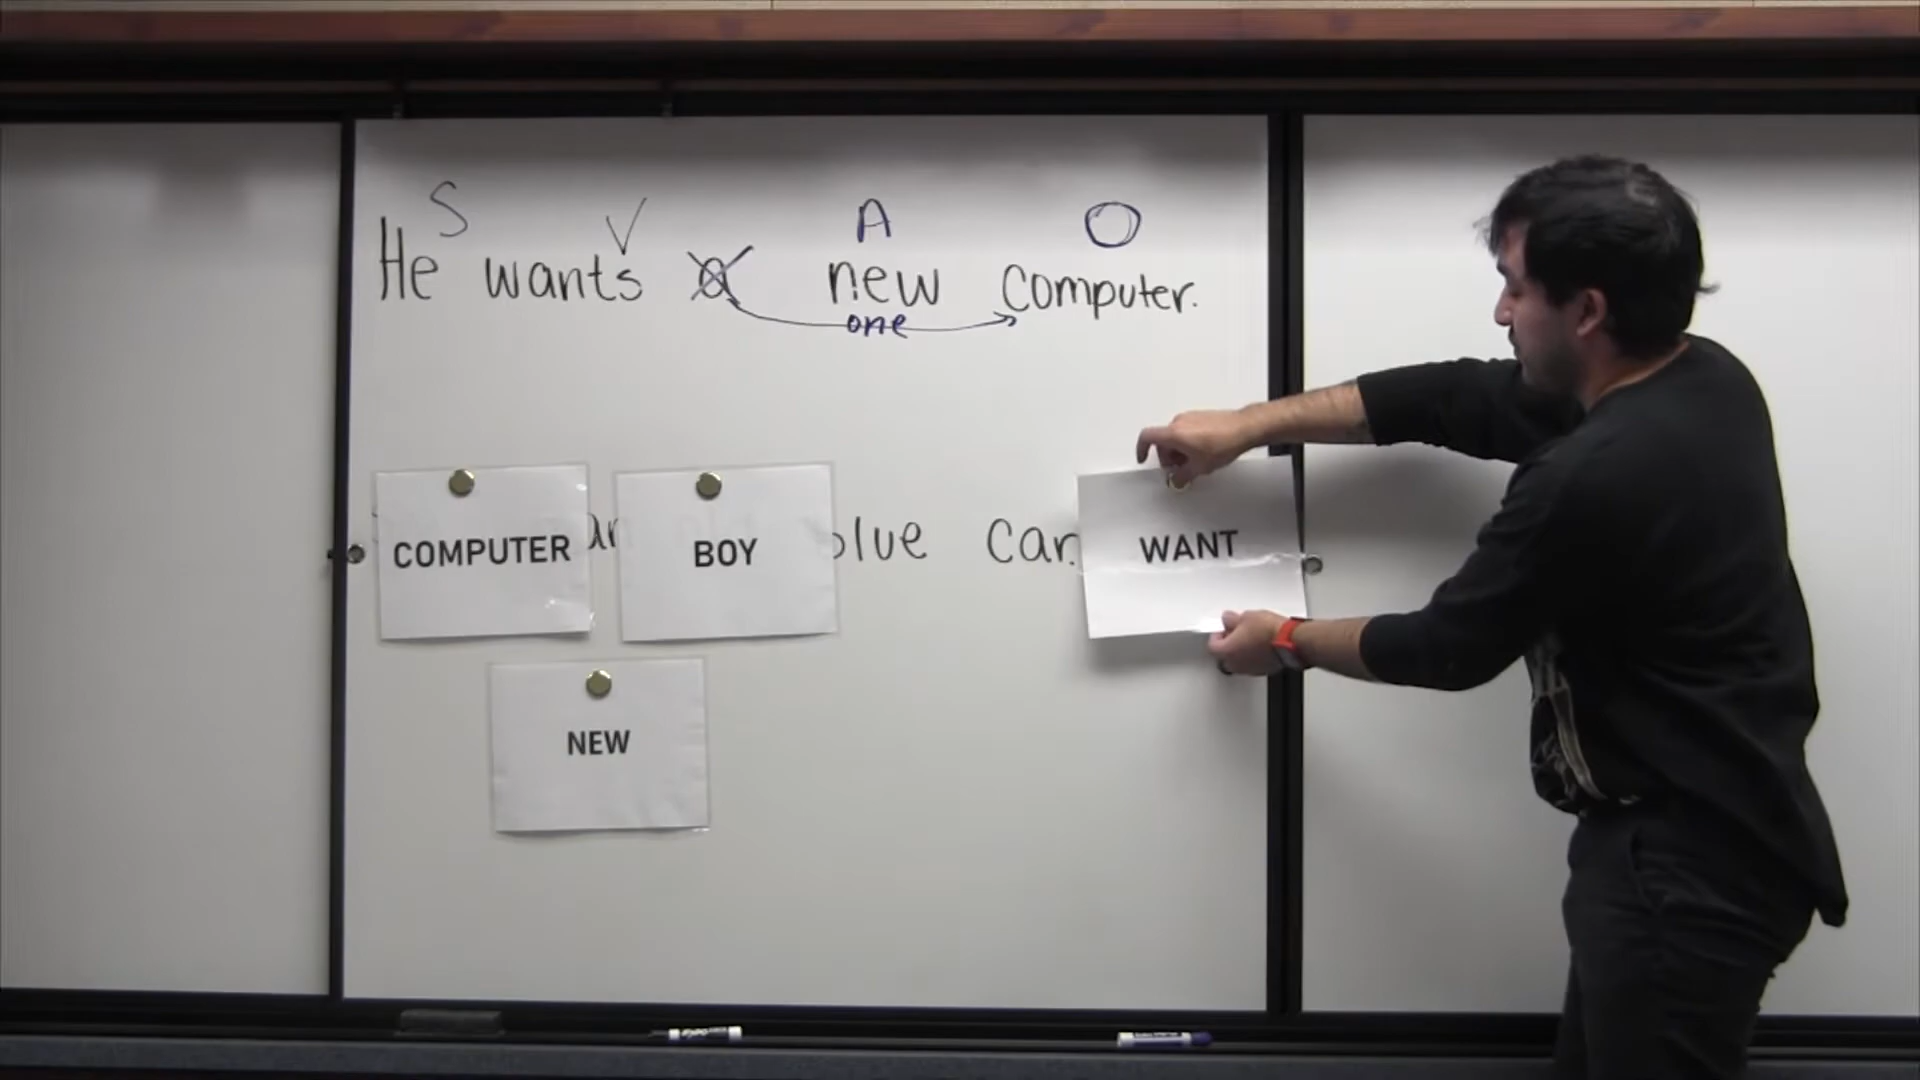 S V A O
He wants a new computer.
one
COMPUTER BOY blue car. WANT
NEW